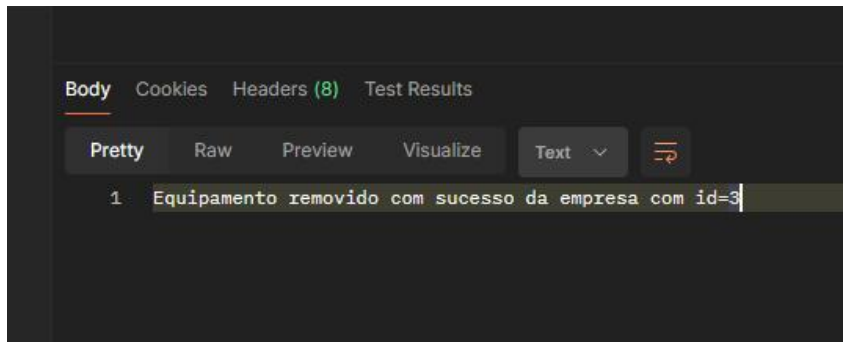 Body Cookies Headers (8) Test Results
Pretty Raw Preview Visualize Text
1 Equipamento removido com sucesso da empresa com id=3